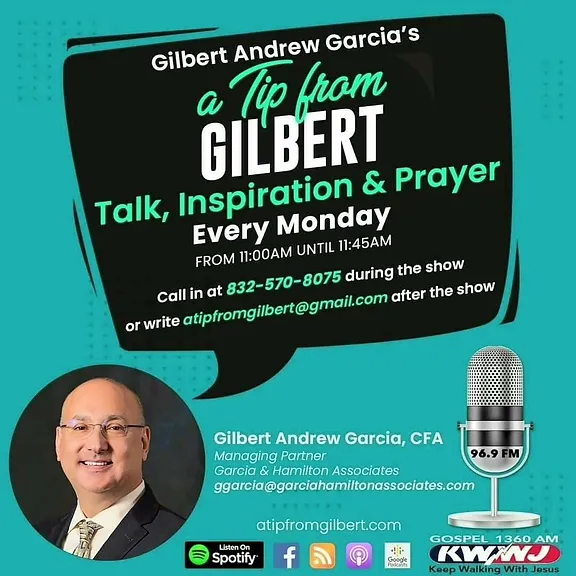 Gilbert Andrew Garcia's
a Tip from
GILBERT
Talk, Inspiration & Prayer
Every Monday
FROM 11:00AM UNTIL 11:45AM
Call in at 832-570-8075 during the show
or write atipfromgilbert@gmail.com after the show
96.9 FM
Gilbert Andrew Garcia, CFA
Managing Partner
Garcia & Hamilton Associates
ggarcia@garciahamiltonassociates.com
atipfromgilbert.com
Listen On
Spotify
Google
Podcasts
GOSPEL 1360 AM
KWWJ
Keep Walking With Jesus